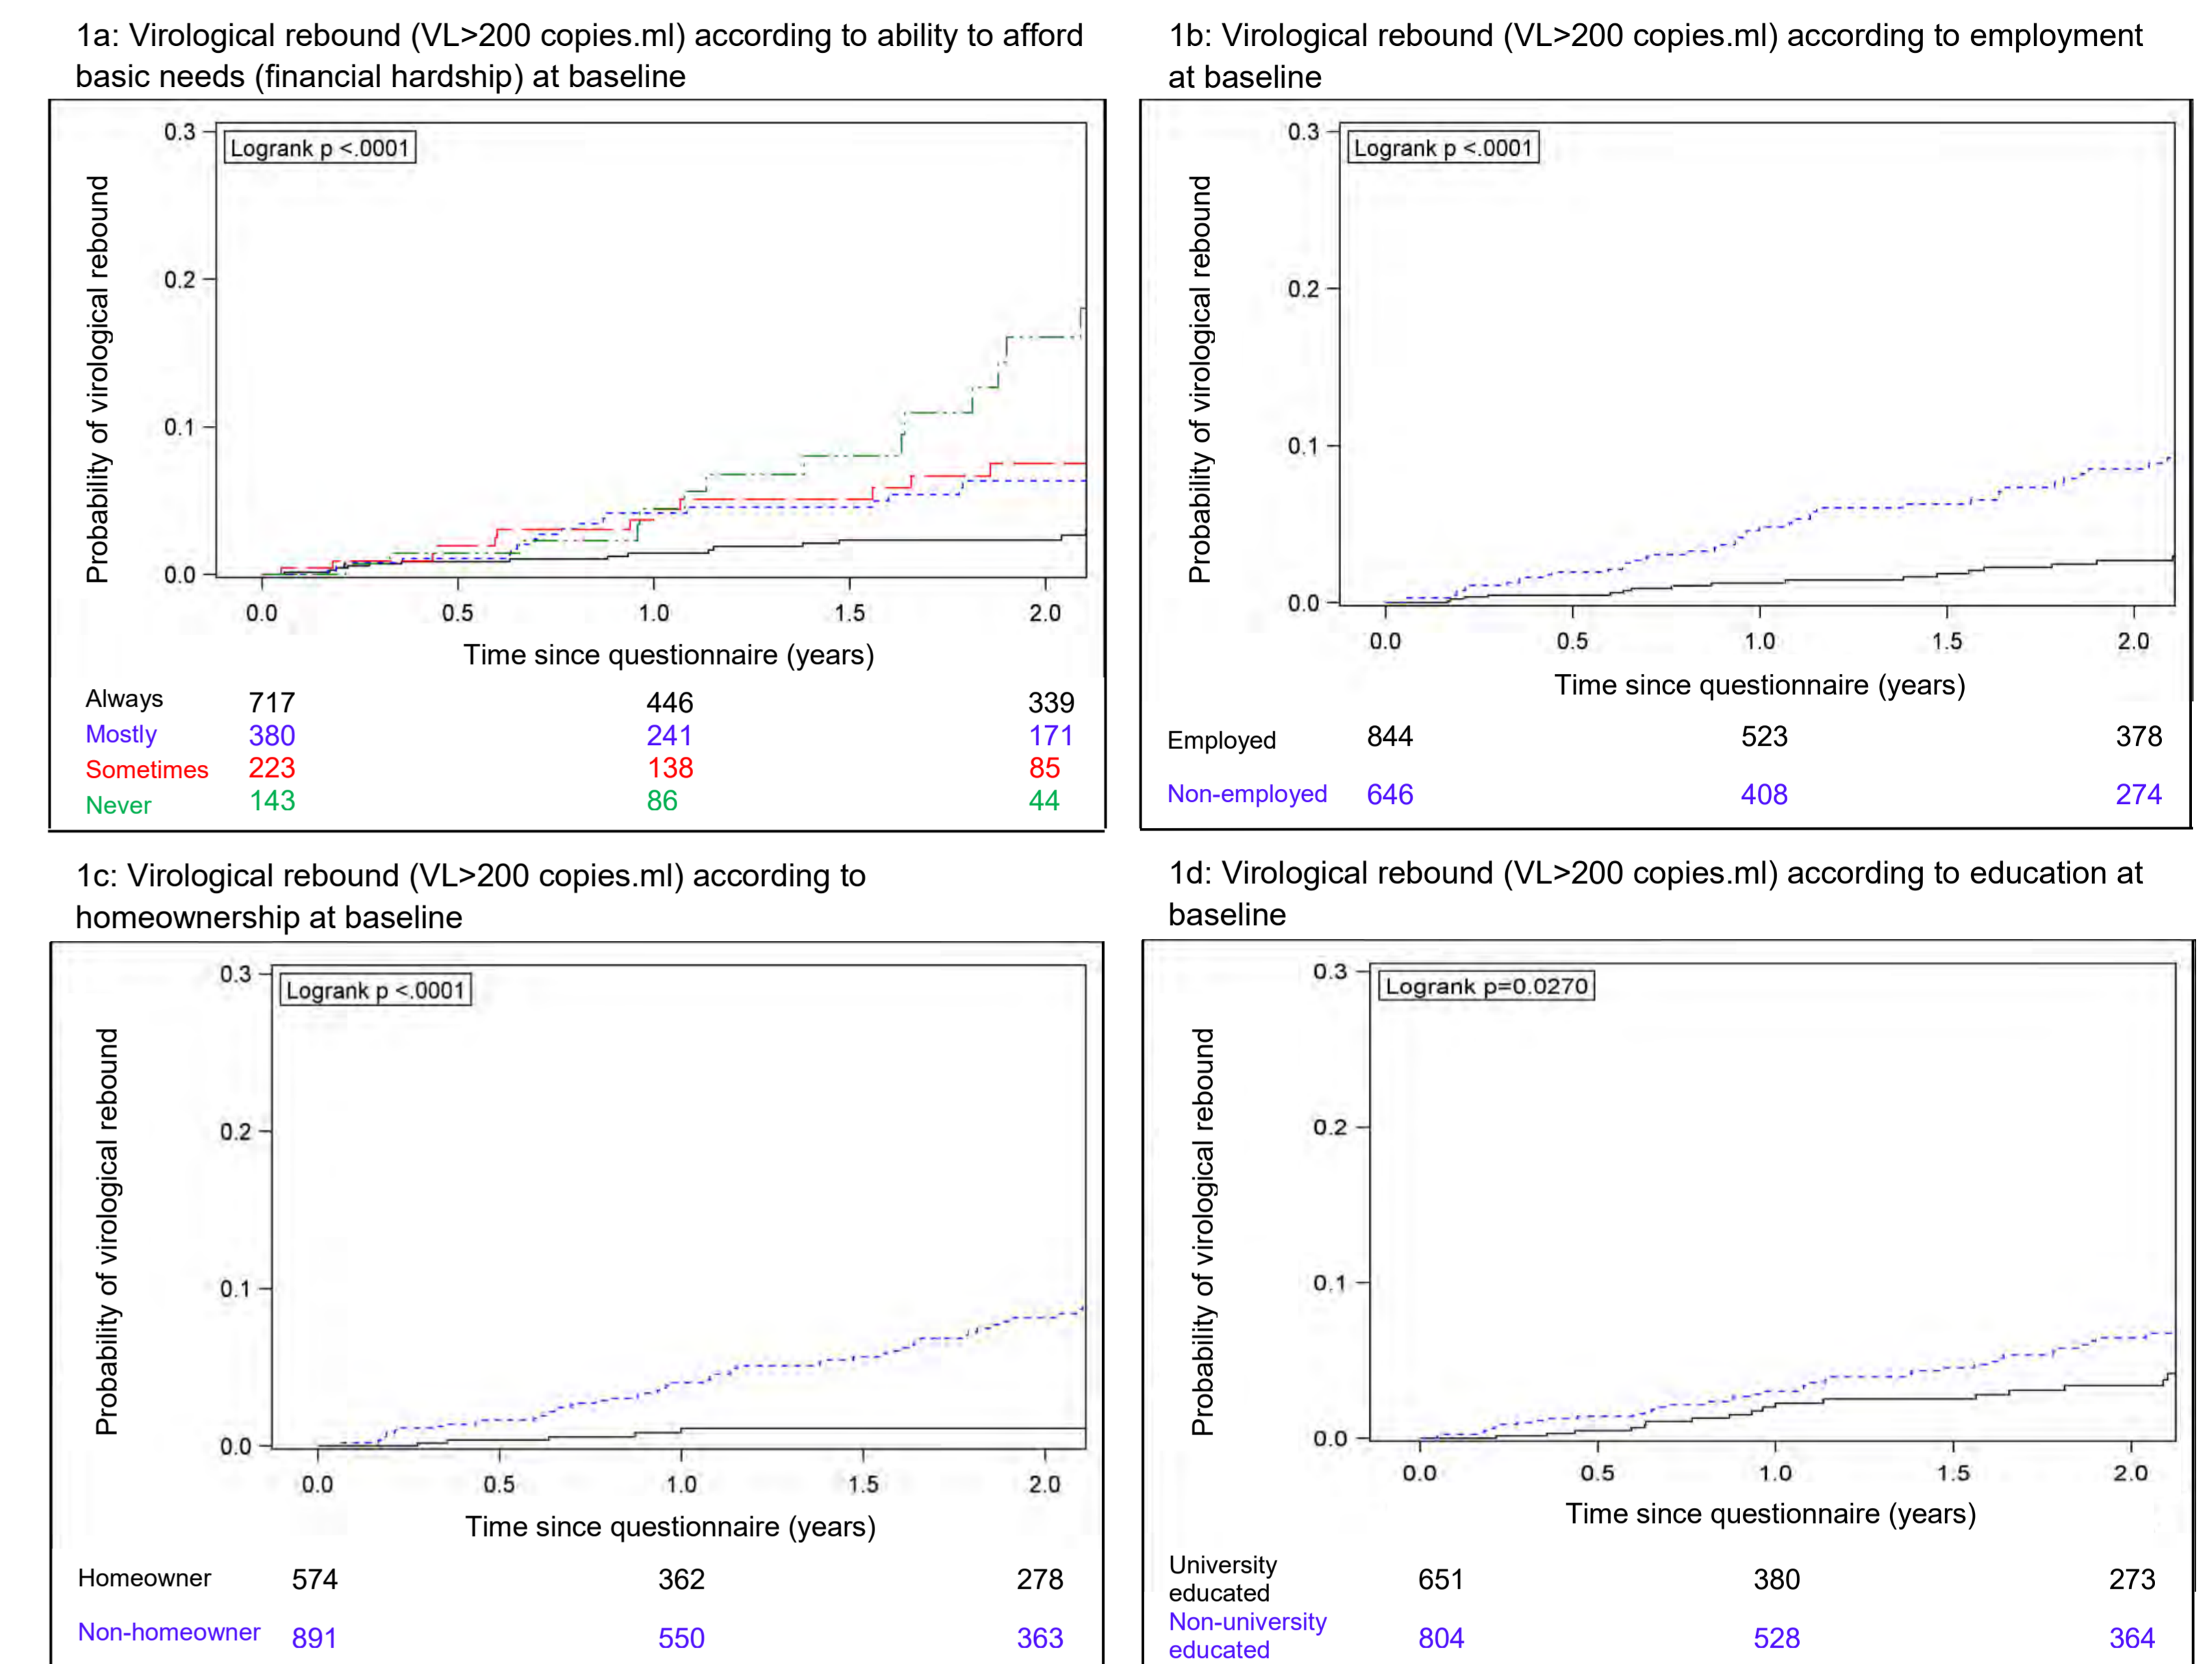 1a: Virological rebound (VL>200 copies.ml) according to ability to afford
basic needs (financial hardship) at baseline
Logrank p <.0001
Probability of virological rebound
0.3
0.2
0.1
0.0
0.0 0.5 1.0 1.5 2.0
Time since questionnaire (years)
Always 717 446 339
Mostly 380 241 171
Sometimes 223 138 85
Never 143 86 44
1b: Virological rebound (VL>200 copies.ml) according to employment
at baseline
Logrank p <.0001
Probability of virological rebound
0.3
0.2
0.1
0.0
0.0 0.5 1.0 1.5 2.0
Time since questionnaire (years)
Employed 844 523 378
Non-employed 646 408 274
1c: Virological rebound (VL>200 copies.ml) according to
homeownership at baseline
Logrank p <.0001
Probability of virological rebound
0.3
0.2
0.1
0.0
0.0 0.5 1.0 1.5 2.0
Time since questionnaire (years)
Homeowner 574 362 278
Non-homeowner 891 550 363
1d: Virological rebound (VL>200 copies.ml) according to education at
baseline
Logrank p=0.0270
Probability of virological rebound
0.3
0.2
0.1
0.0
0.0 0.5 1.0 1.5 2.0
Time since questionnaire (years)
University
educated 651 380 273
Non-university
educated 804 528 364